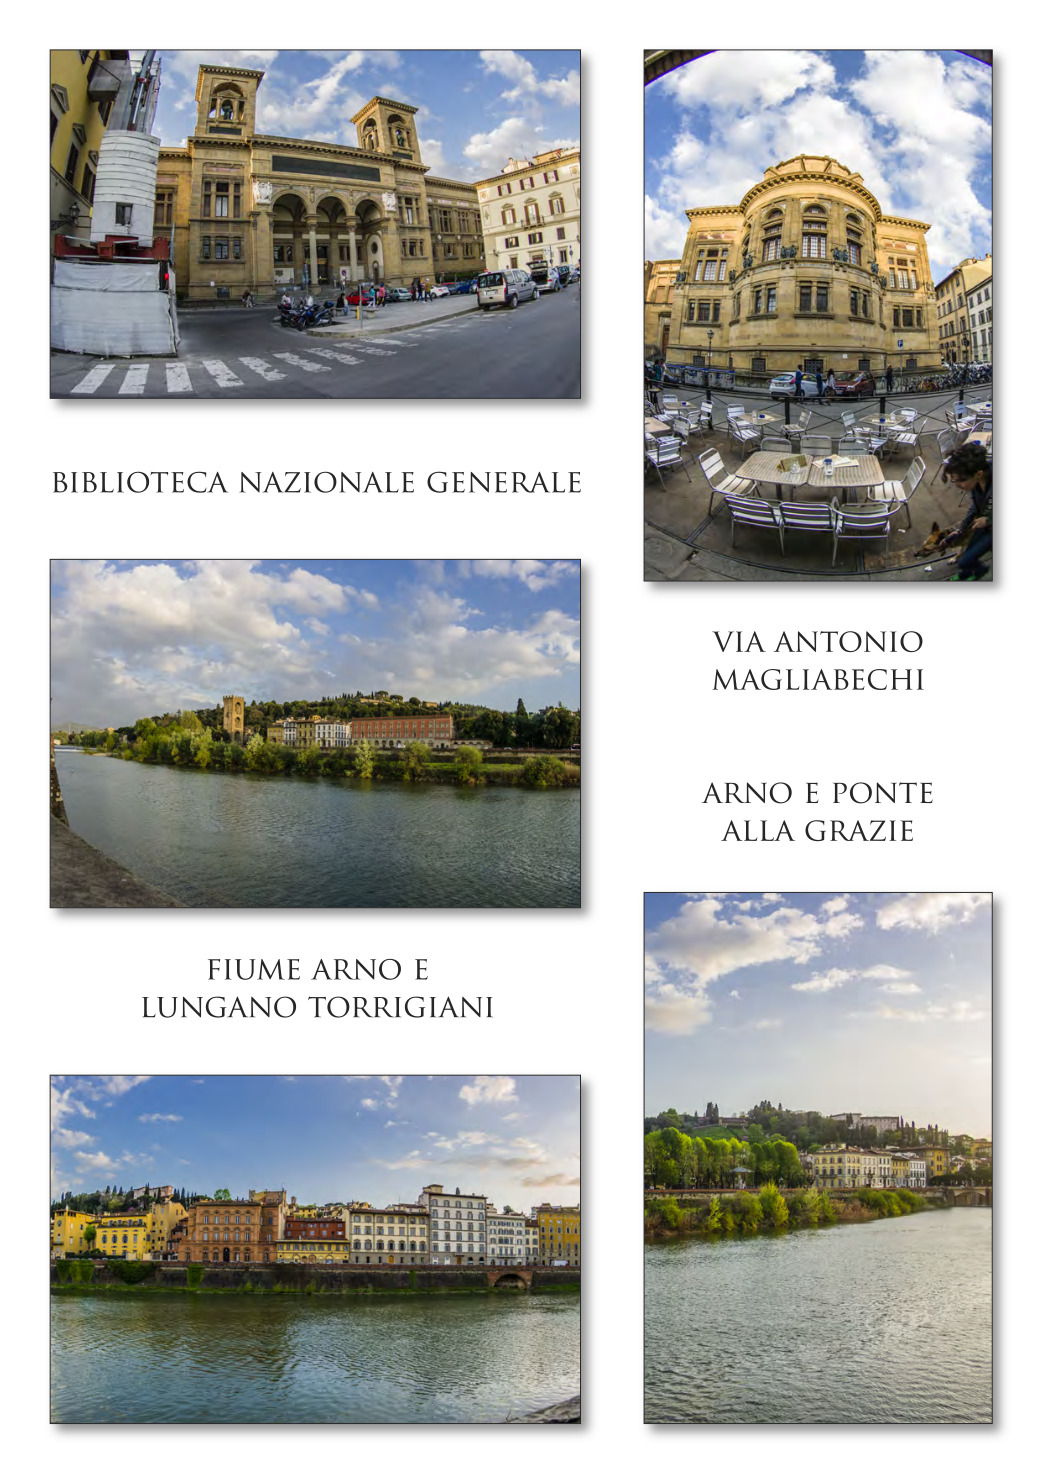 BIBLIOTECA NAZIONALE GENERALE
VIA ANTONIO
MAGLIABECHI
ARNO E PONTE
ALLA GRAZIE
FIUME ARNO E
LUNGANO TORRIGIANI